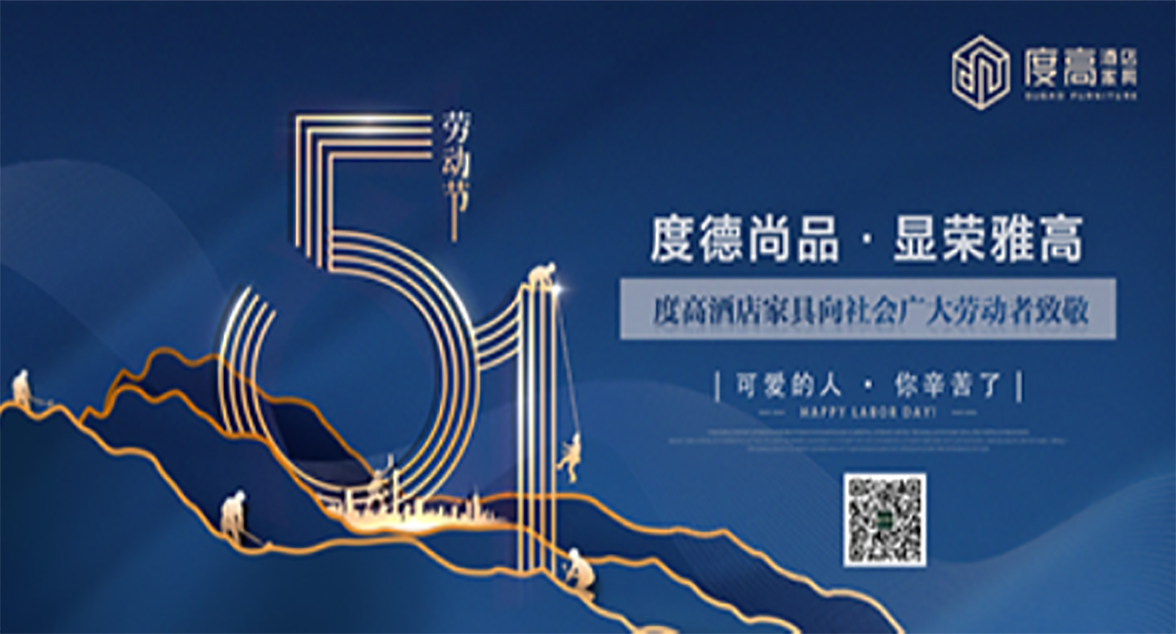 度高 酒店家具
DUGAO FURNITURE
51
劳动节
度德尚品·显荣雅高
度高酒店家具向社会广大劳动者致敬
可爱的人·你辛苦了
HAPPY LABOR DAY!